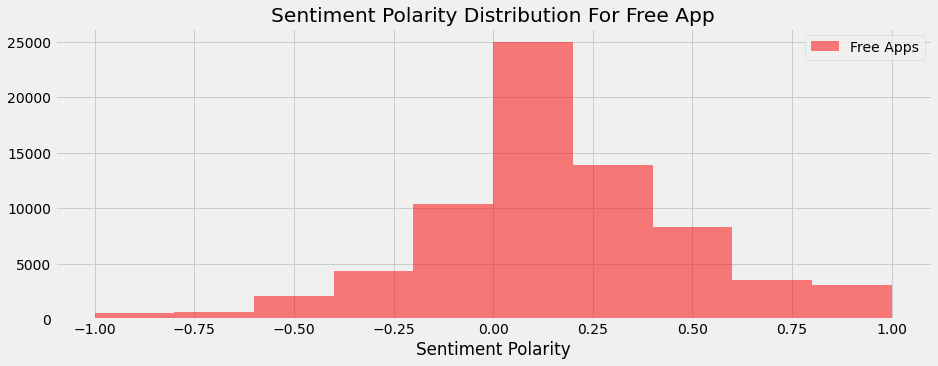 Sentiment Polarity Distribution For Free App
Free Apps
25000
20000
15000
10000
5000
0
−1.00 −0.75 −0.50 −0.25 0.00 0.25 0.50 0.75 1.00
Sentiment Polarity